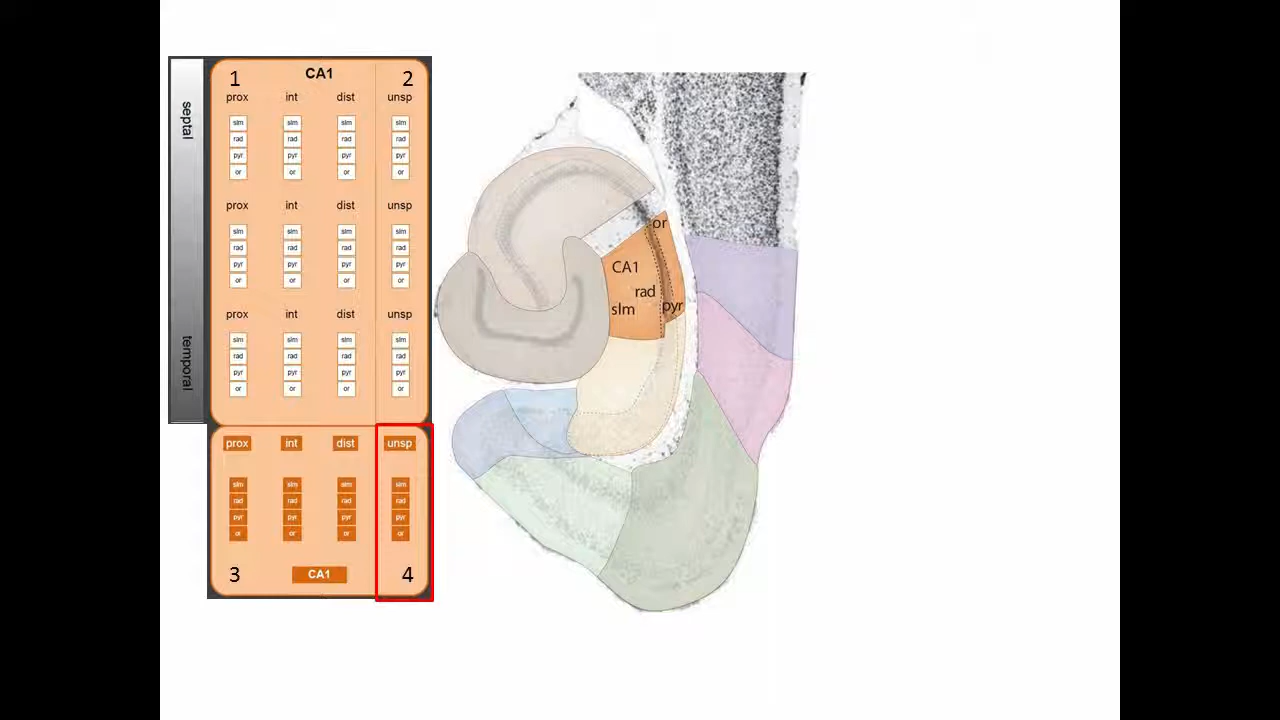 septal
temporal
1 CA1 2
prox int dist unsp
slm slm slm slm
rad rad rad rad
pyr pyr pyr pyr
or or or or
prox int dist unsp
slm slm slm slm
rad rad rad rad
pyr pyr pyr pyr
or or or or
prox int dist unsp
slm slm slm slm
rad rad rad rad
pyr pyr pyr pyr
or or or or
prox int dist unsp
slm slm slm slm
rad rad rad rad
pyr pyr pyr pyr
or or or or
3 CA1 4
or
CA1
rad
slm pyr